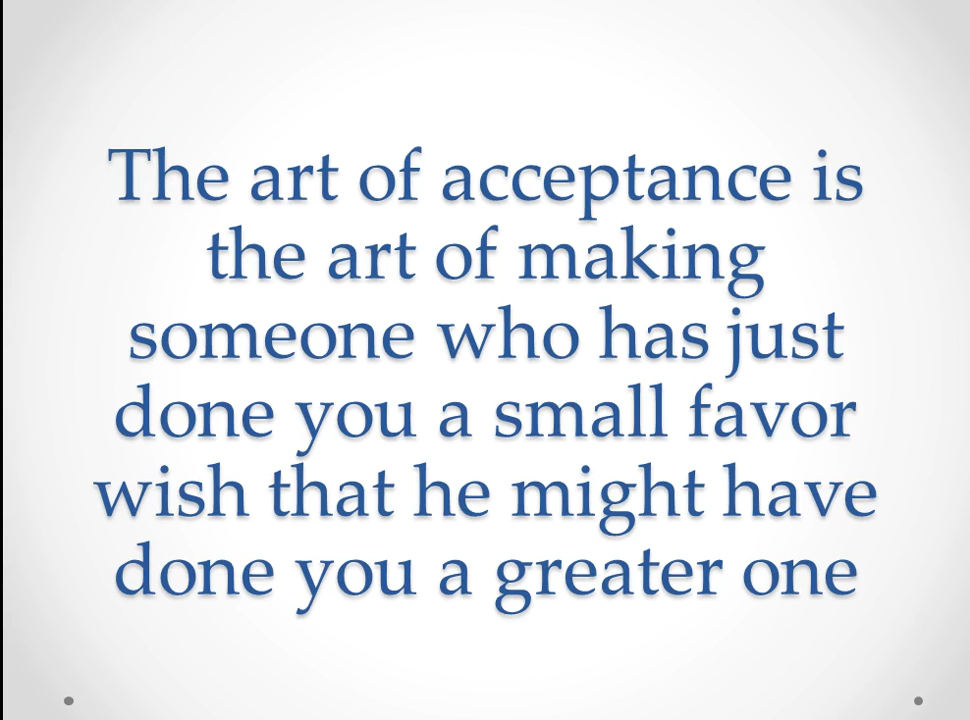 The art of acceptance is
the art of making
someone who has just
done you a small favor
wish that he might have
done you a greater one